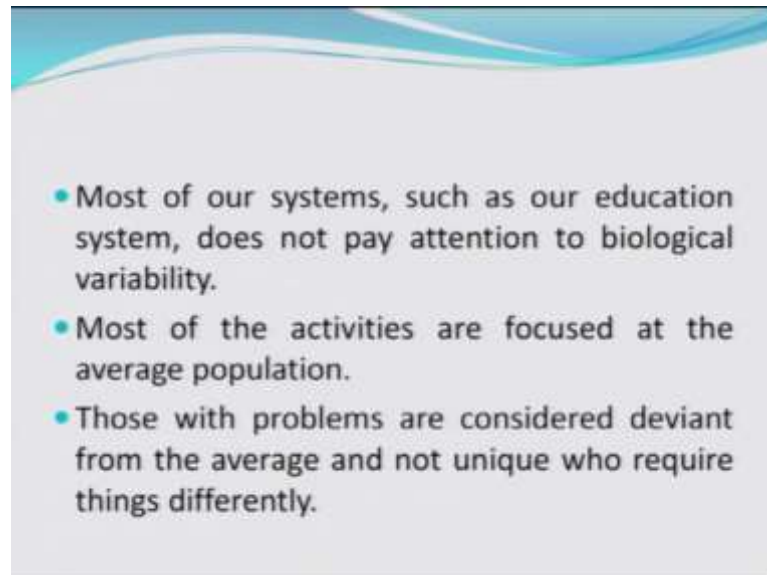 Most of our systems, such as our education
system, does not pay attention to biological
variability.
Most of the activities are focused at the
average population.
Those with problems are considered deviant
from the average and not unique who require
things differently.